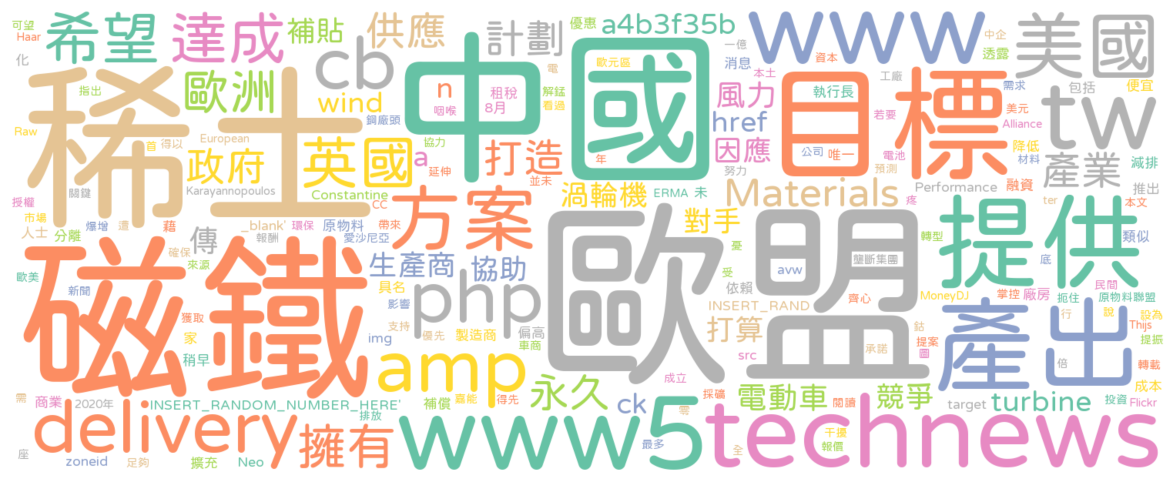 可望
希望
達成
補貼
供應
計劃
優惠
a4b3f35b
www
中企
美國
Haar
化
cb
中國
歐元區
電
一億
消息
資本
透露
稀土
指出
歐洲
wind
n
租稅
8月
咽喉
解錳
看過
本土
風力
目標
執行長
工廠
需求
包括
便宜
Raw
European
首
得以
鋼廠頭
協力
href
若要
美元
Alliance
tw
政府
英國
a
打造
延伸
年
因應
公司
唯一
電池
降低
材料
減排
產業
關鍵
Karayannopoulos
Constantine
並未
努力
預測
融資
推出
授權
cc
方案
渦輪機
ERMA
未
Materials
疼
Performance
ter
本文
市場
人士
爆增
遭
藉
_blank'
環保
原物料
帶來
對手
提供
類似
分離
傳
報酬
愛沙尼亞
歐盟
憂
轉型
底
磁鐵
確保
來源
生產商
協助
受
依賴
avw
壟斷集團
歐美
新聞
具名
影響
php
INSERT_RAND
齊心
MoneyDJ
掌控
廠房
民間
扼住
原物料聯盟
獲取
支持
優先
製造商
偏高
打算
鈷
提案
圖
產出
行
說
設為
Thijs
提振
家
稍早
img
車商
src
承諾
倍
轉載
amp
成立
採礦
電動車
競爭
成本
需
商業
2020年
INSERT_RANDOM_NUMBER_HERE'
補償
嘉能
得先
永久
ck
零
閱讀
target
turbine
投資
Flickr
delivery
擁有
排放
www5
technews
座
zoneid
足夠
擴充
Neo
最多
全
干擾
報價